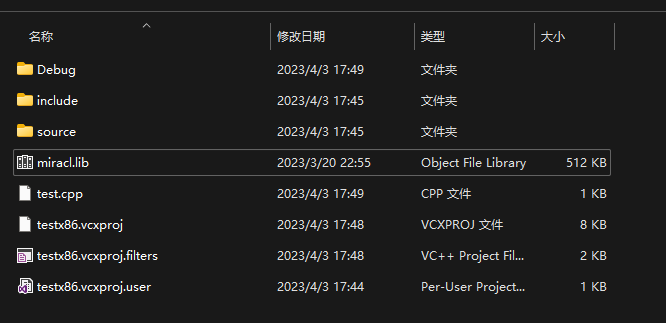 名称 修改日期 类型 大小
Debug 2023/4/3 17:49 文件夹
include 2023/4/3 17:45 文件夹
source 2023/4/3 17:45 文件夹
miracl.lib 2023/3/20 22:55 Object File Library 512 KB
test.cpp 2023/4/3 17:49 CPP 文件 1 KB
testx86.vcxproj 2023/4/3 17:48 VCXPROJ 文件 8 KB
testx86.vcxproj.filters 2023/4/3 17:48 VC++ Project Fil... 2 KB
testx86.vcxproj.user 2023/4/3 17:44 Per-User Project... 1 KB